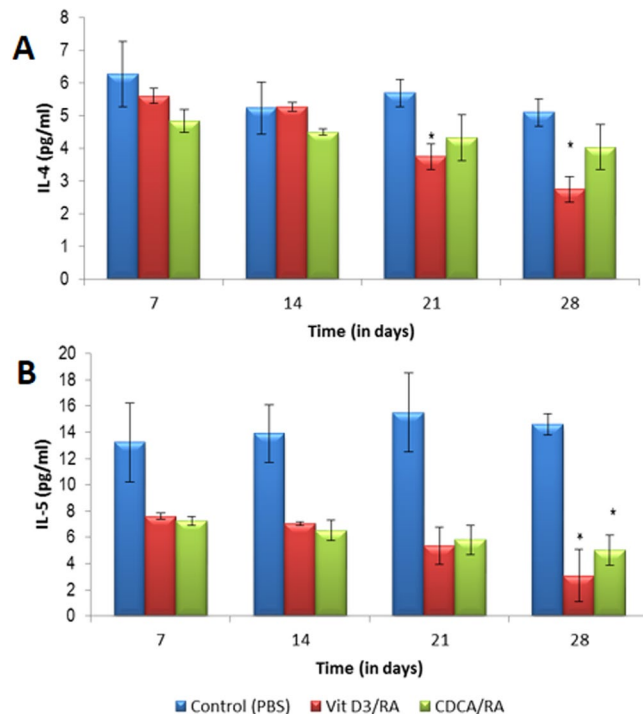 A
IL-4 (pg/ml)
8
7
6
5
4
3
2
1
0
*
*
7 14 21 28
Time (in days)
B
IL-5 (pg/ml)
20
18
16
14
12
10
8
6
4
2
0
*
*
7 14 21 28
Time (in days)
Control (PBS) Vit D3/RA CDCA/RA